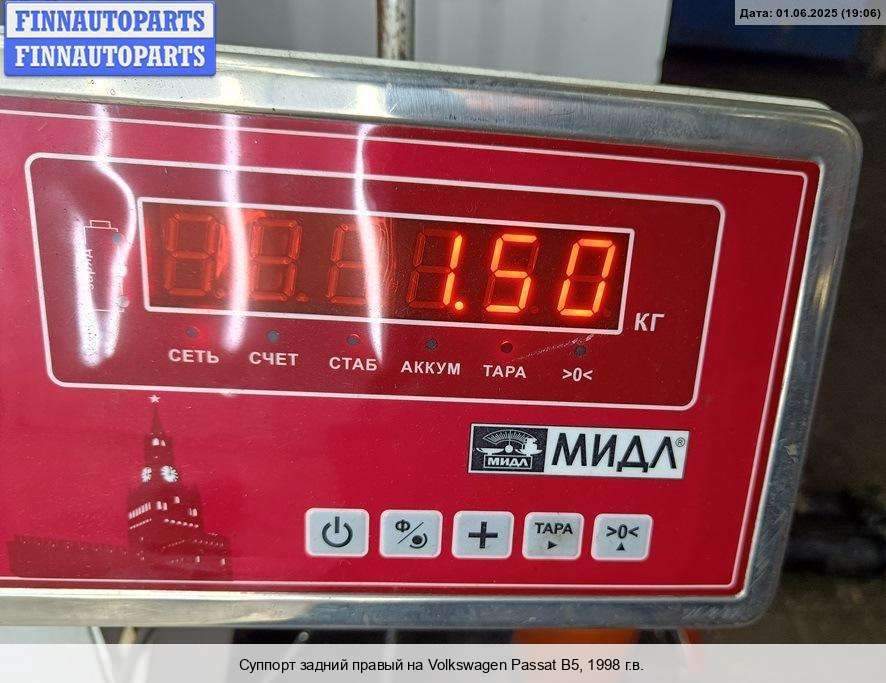 FINNAUTOPARTS
FINNAUTOPARTS
Дата: 01.06.2025 (19:06)
1.50
КГ
СЕТЬ СЧЕТ СТАБ АККУМ ТАРА >0<
МИДЛ МИДЛ®
Ф ТАРА >0<
Суппорт задний правый на Volkswagen Passat B5, 1998 г.в.